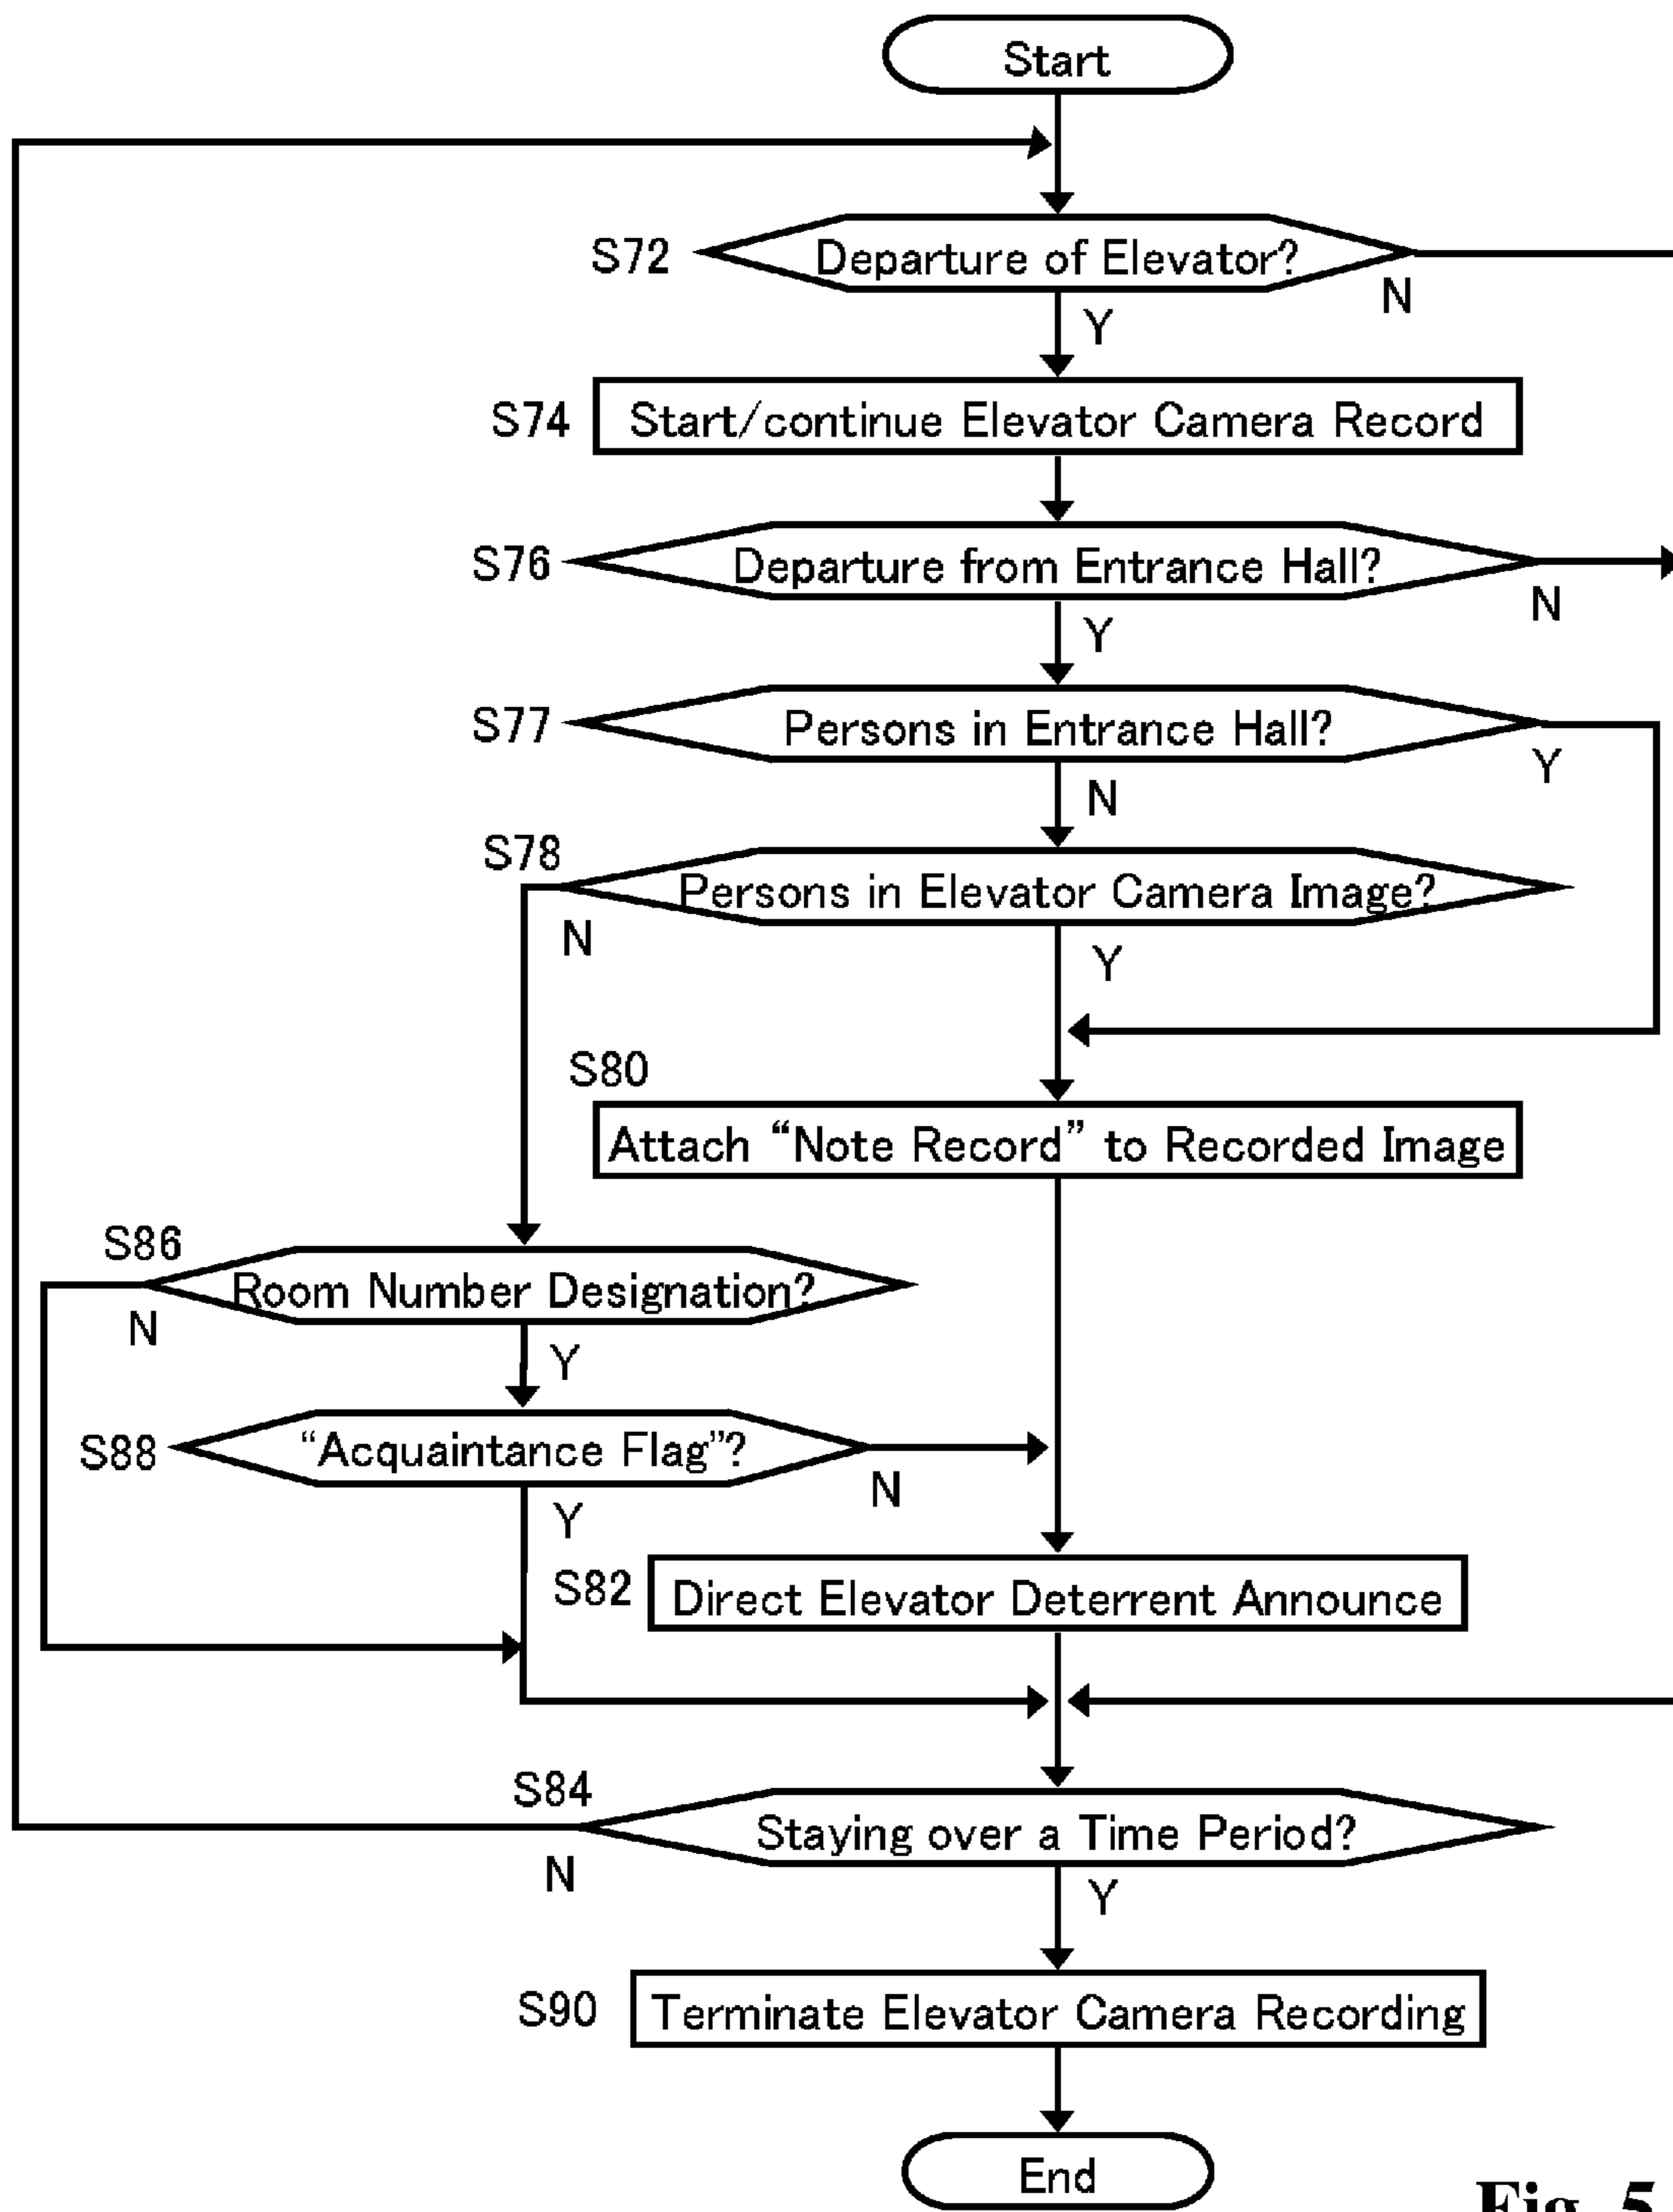 Start
S72
Departure of Elevator?
N
Y
S74
Start/continue Elevator Camera Record
S76
Departure from Entrance Hall?
N
Y
S77
Persons in Entrance Hall?
Y
N
S78
Persons in Elevator Camera Image?
N
Y
S80
Attach “Note Record” to Recorded Image
S86
Room Number Designation?
N
Y
S88
“Acquaintance Flag”?
N
Y
S82
Direct Elevator Deterrent Announce
S84
Staying over a Time Period?
N
Y
S90
Terminate Elevator Camera Recording
End
Fig. 5